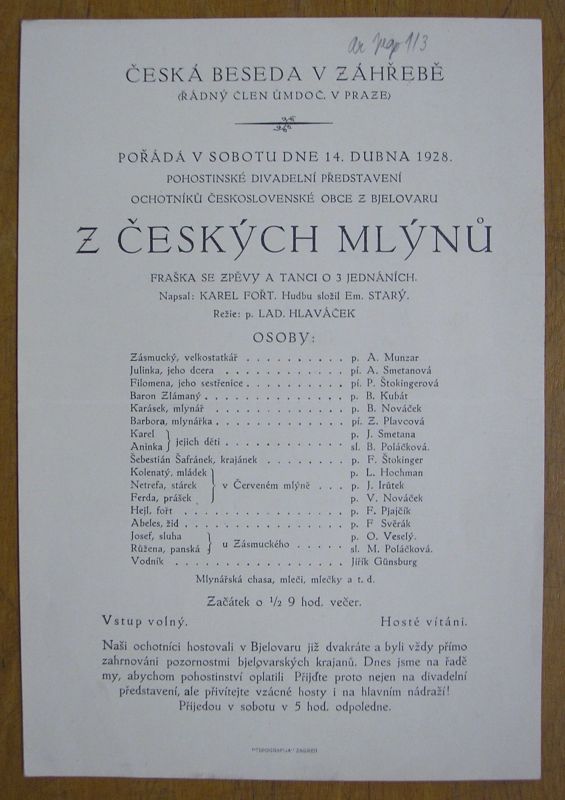 1/3
ČESKÁ BESEDA V ZÁHŘEBĚ
(ŘÁDNÝ ČLEN ÚMDOČ. V PRAZE)
POŘÁDÁ V SOBOTU DNE 14. DUBNA 1928.
POHOSTINSKÉ DIVADELNÍ PŘEDSTAVENÍ
OCHOTNÍKŮ ČESKOSLOVENSKÉ OBCE Z BJELOVARU
Z ČESKÝCH MLÝNŮ
FRAŠKA SE ZPĚVY A TANCI O 3 JEDNÁNÍCH.
Napsal: KAREL FOŘT. Hudbu složil Em. STARÝ.
Režie: p. LAD. HLAVÁČEK
OSOBY:
Zásmucký, velkostatkář . . . . . . . . . . p. A. Munzar
Julinka, jeho dcera . . . . . . . . . . . . pí. A. Smetanová
Filomena, jeho sestřenice . . . . . . . . . . pí. P. Štokingerová
Baron Zlámaný . . . . . . . . . . . . . p. B. Kubát
Karásek, mlynář . . . . . . . . . . . . p. B. Nováček
Barbora, mlynářka . . . . . . . . . . . . pí. Z. Plavcová
Karel } jejich děti . . . . . . . . . . . p. J. Smetana
Aninka } sl. B. Poláčková.
Šebestián Šafránek, krajánek . . . . . . . . p. F. Štokinger
Kolenatý, mládek } p. L. Hochman
Netrefa, stárek } v Červeném mlýně . . . p. J. Irůtek
Ferda, prášek } p. V. Nováček
Hejl, fořt . . . . . . . . . . . . . . . p. F. Pjajčík
Abeles, žid . . . . . . . . . . . . . . . p. F Svěrák
Josef, sluha } u Zásmuckého . . . . . p. O. Veselý.
Růžena, panská } sl. M. Poláčková.
Vodník . . . . . . . . . . . . . . . . Jiřík Günsburg
Mlynářská chasa, mleči, mlečky a t. d.
Začátek o 1/2 9 hod. večer.
Vstup volný. Hosté vítáni.
Naši ochotníci hostovali v Bjelovaru již dvakráte a byli vždy přímo
zahrnováni pozornostmi bjelovarských krajanů. Dnes jsme na řadě
my, abychom pohostinství oplatili Přijďte proto nejen na divadelní
představení, ale přivítejte vzácné hosty i na hlavním nádraží!
Přijedou v sobotu v 5 hod. odpoledne.
"TIPOGRAFIJA" ZAGREB